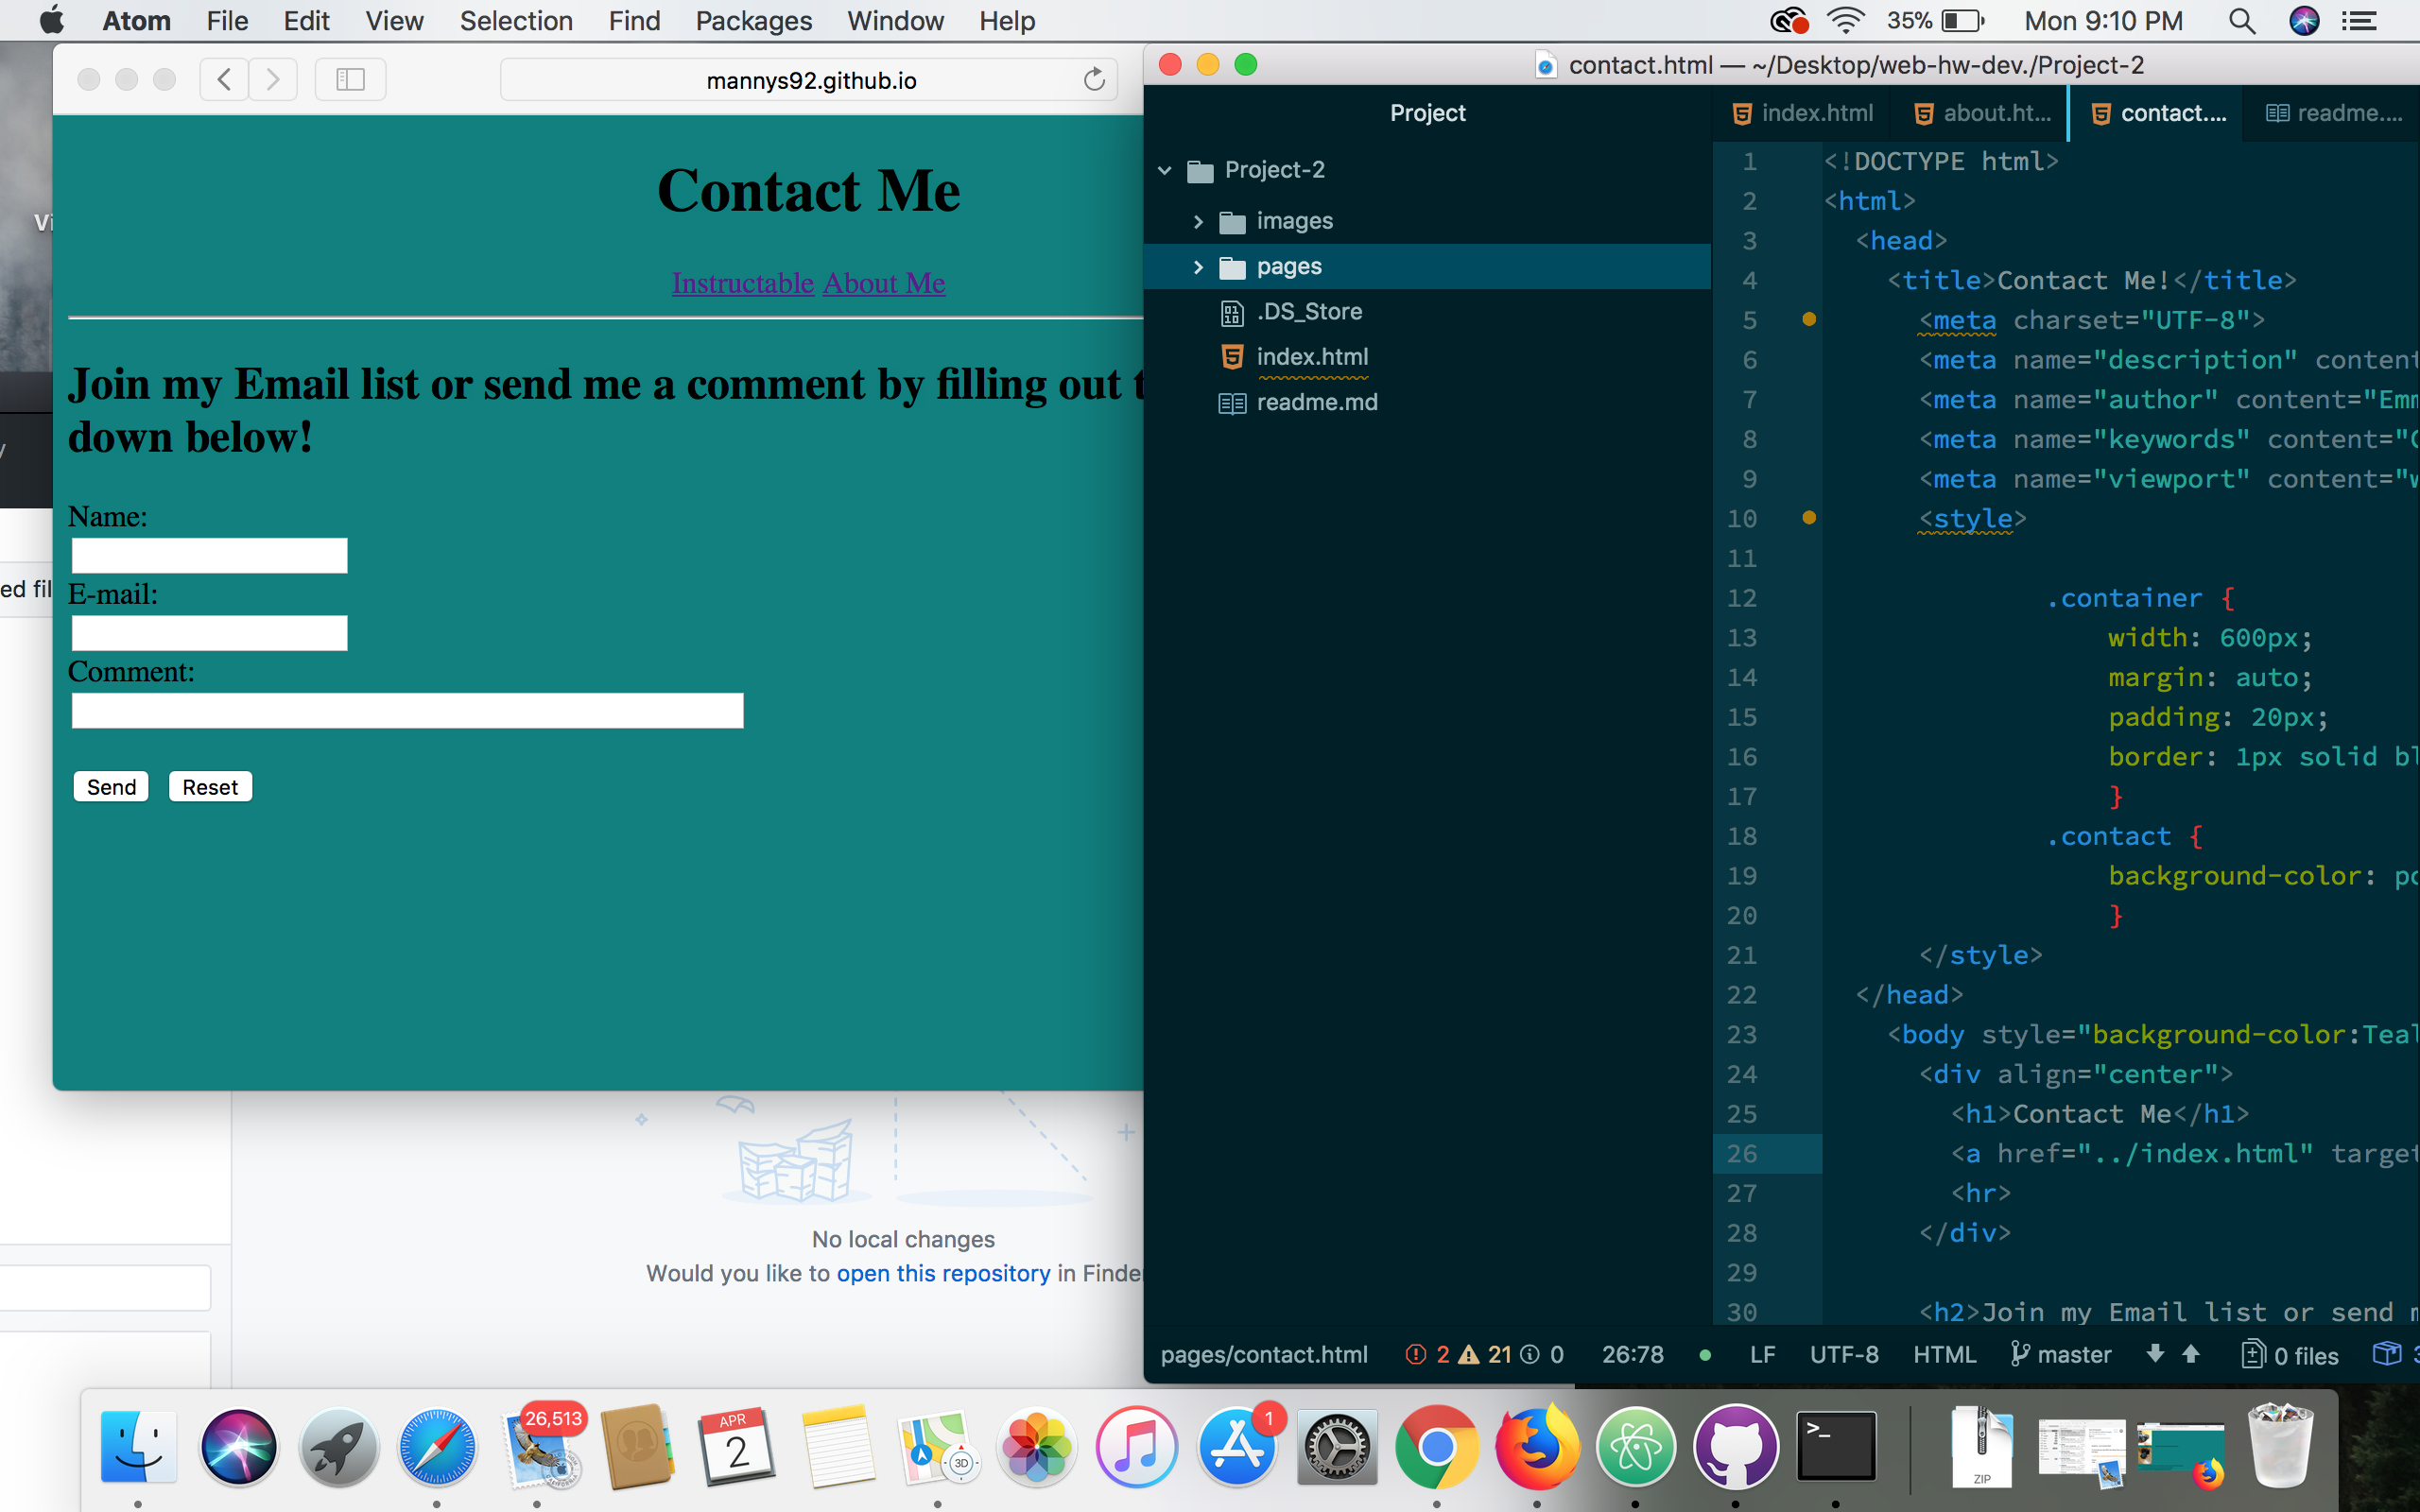 Atom File Edit View Selection Find Packages Window Help 35% Mon 9:10 PM
mannys92.github.io
Contact Me
Instructable About Me
Join my Email list or send me a comment by filling out
down below!
Name:
E-mail:
Comment:
Send Reset
ed fil
No local changes
Would you like to open this repository in Finder
contact.html — ~/Desktop/web-hw-dev./Project-2
Project
Project-2
images
pages
.DS_Store
index.html
readme.md
index.html about.ht... contact.... readme....
1 <!DOCTYPE html>
2 <html>
3 <head>
4 <title>Contact Me!</title>
5 <meta charset="UTF-8">
6 <meta name="description" content
7 <meta name="author" content="Emm
8 <meta name="keywords" content="C
9 <meta name="viewport" content="w
10 <style>
11
12 .container {
13 width: 600px;
14 margin: auto;
15 padding: 20px;
16 border: 1px solid bl
17 }
18 .contact {
19 background-color: po
20 }
21 </style>
22 </head>
23 <body style="background-color:Teal
24 <div align="center">
25 <h1>Contact Me</h1>
26 <a href="../index.html" target
27 <hr>
28 </div>
29
30 <h2>Join my Email list or send m
pages/contact.html 2 21 0 26:78 LF UTF-8 HTML master 0 files
26,513
APR
2
3D
1
>_
ZIP